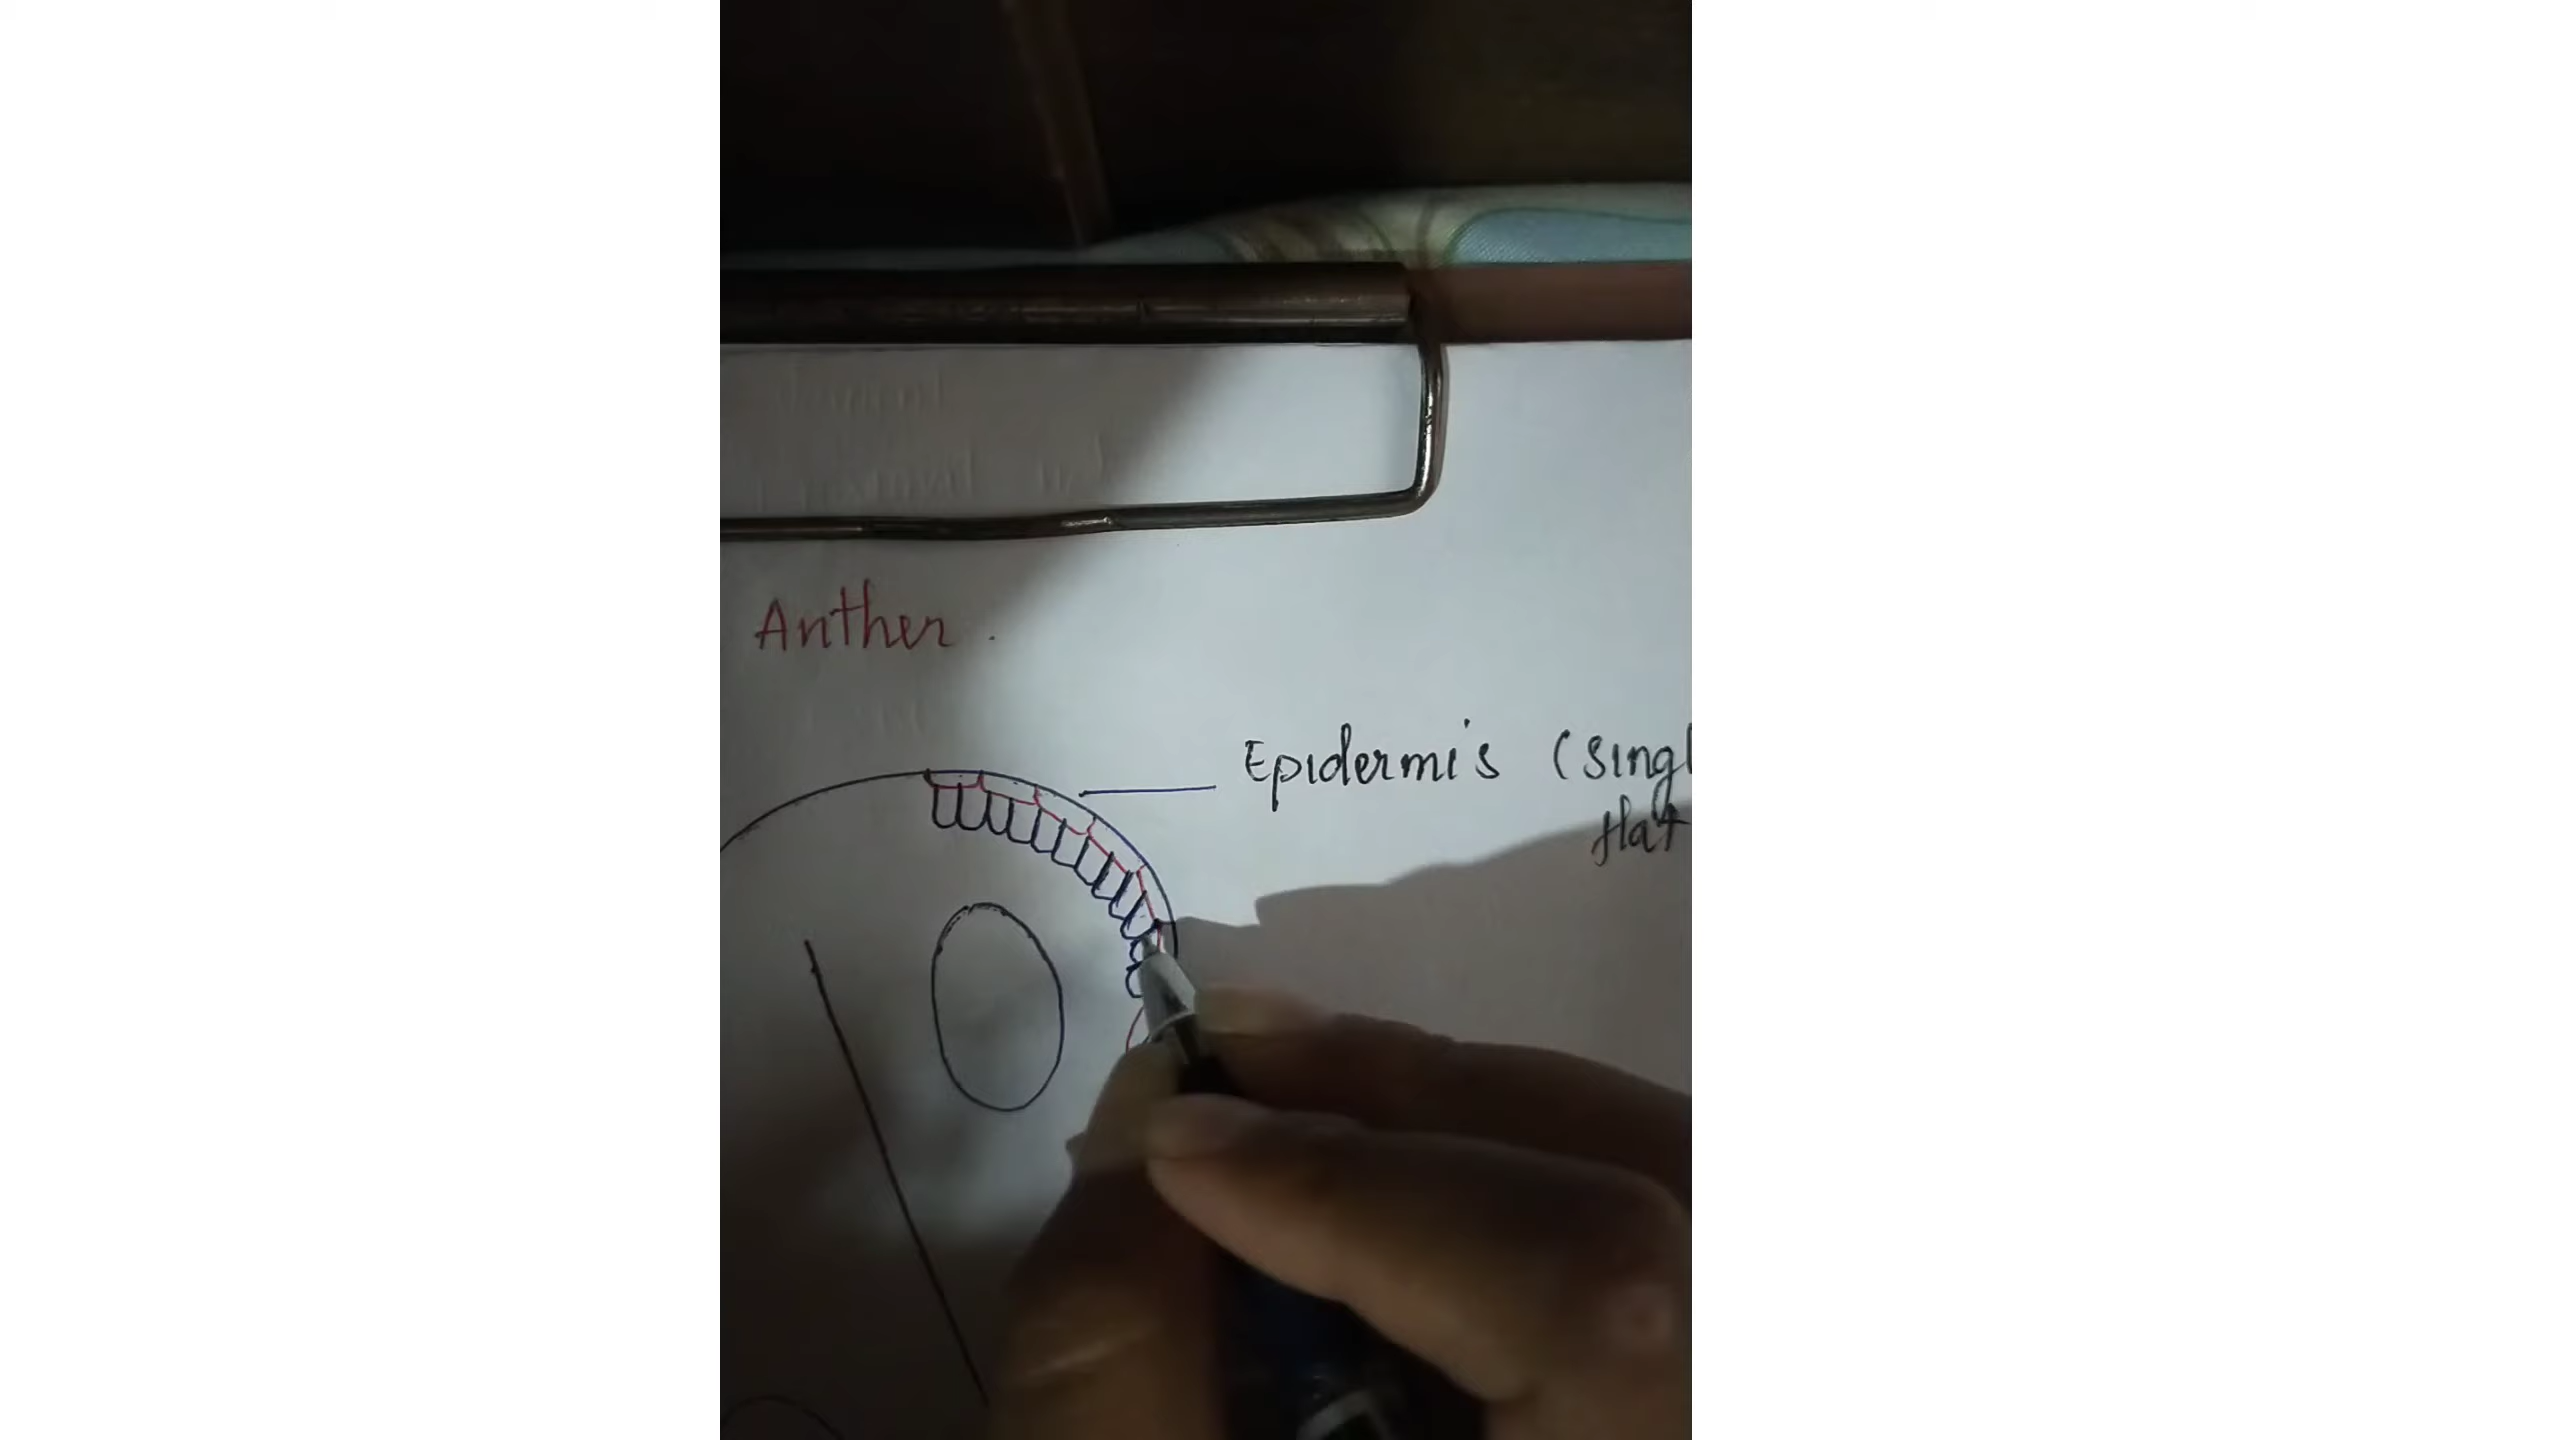 Anther .
Epidermis (singl
flat